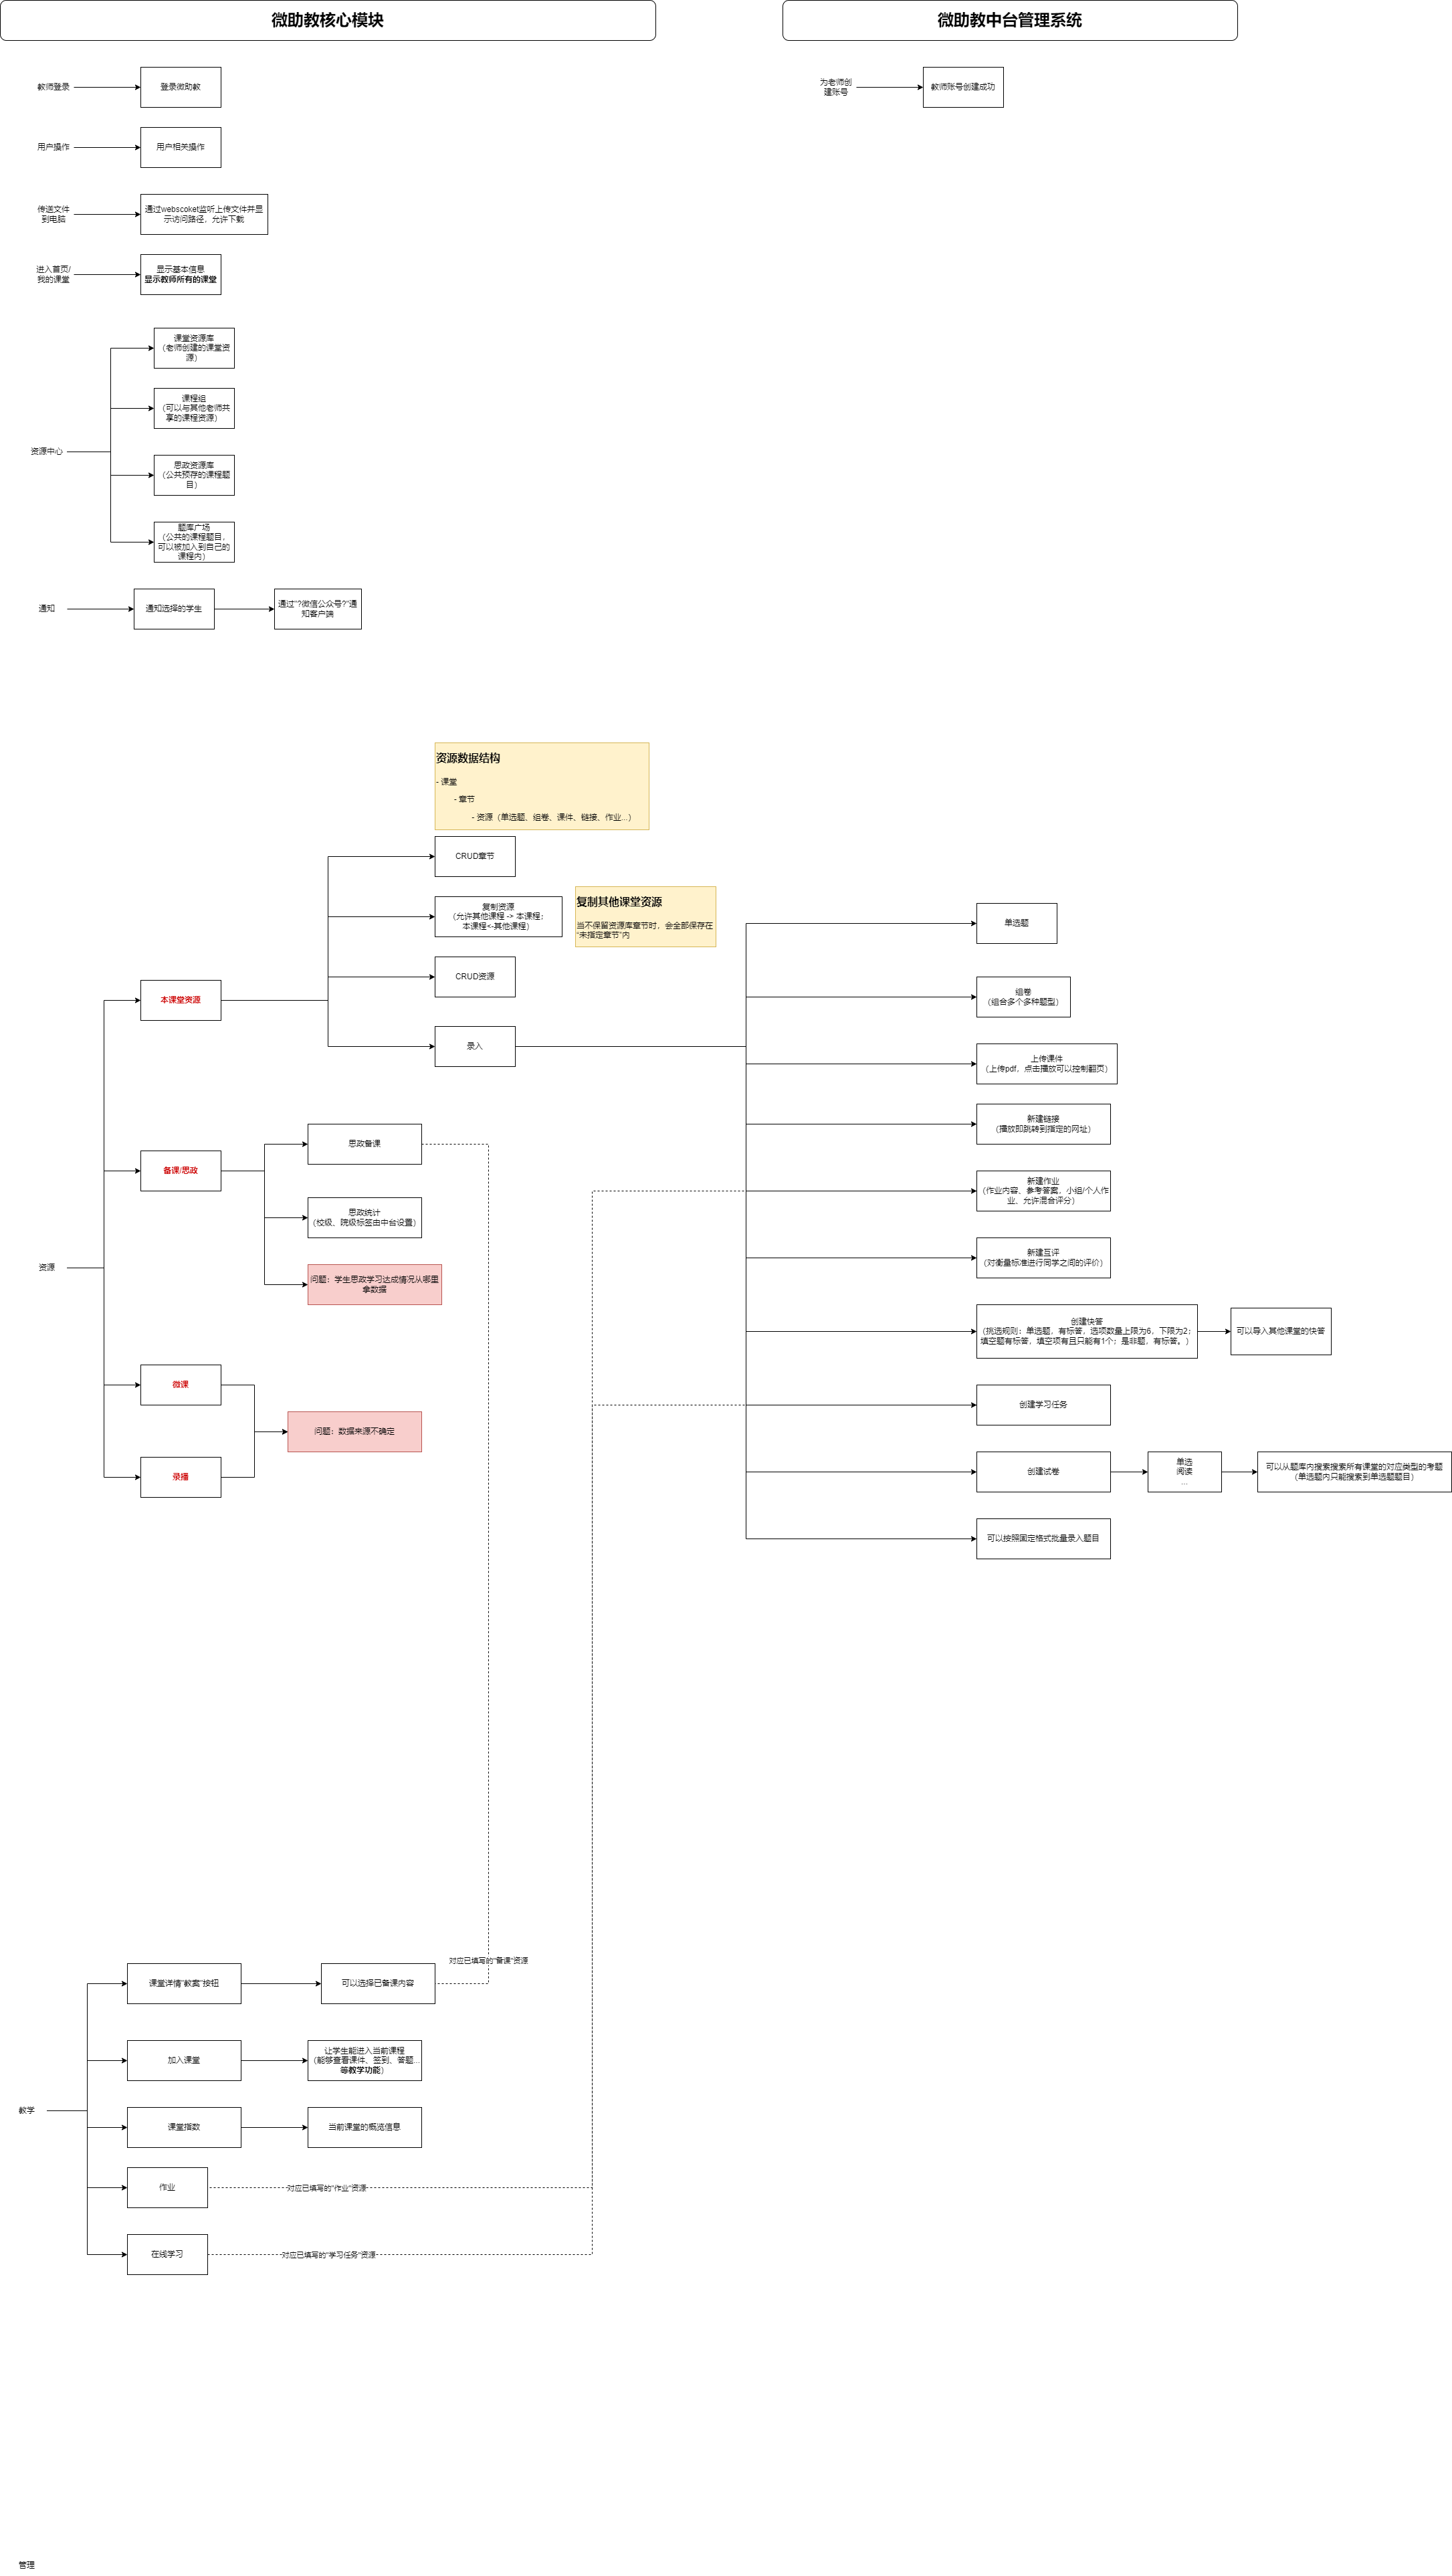 微助教核心模块
微助教中台管理系统
教师登录
登录微助教
为老师创
建账号
教师账号创建成功
用户操作
用户相关操作
传送文件
到电脑
通过webscoket监听上传文件并显
示访问路径，允许下载
进入首页/
我的课堂
显示基本信息
显示教师所有的课堂
资源中心
课堂资源库
（老师创建的课堂资
源）
课程组
（可以与其他老师共
享的课程资源）
思政资源库
（公共预存的课程题
目）
题库广场
（公共的课程题目，
可以被加入到自己的
课程内）
通知
通知选择的学生
通过"?微信公众号?"通
知客户端
资源数据结构
- 课堂
- 章节
- 资源（单选题、组卷、课件、链接、作业...）
CRUD章节
复制资源
（允许其他课程 -> 本课程；
本课程<-其他课程）
复制其他课堂资源
当不保留资源库章节时，会全部保存在
"未指定章节"内
CRUD资源
录入
资源
本课堂资源
备课/思政
思政备课
思政统计
（校级、院级标签由中台设置）
问题：学生思政学习达成情况从哪里
拿数据
微课
录播
问题：数据来源不确定
单选题
组卷
（组合多个多种题型）
上传课件
（上传pdf，点击播放可以控制翻页）
新建链接
（播放即跳转到指定的网址）
新建作业
（作业内容、参考答案，小组/个人作
业、允许混合评分）
新建互评
（对衡量标准进行同学之间的评价）
创建快答
（挑选规则：单选题，有标答，选项数量上限为6，下限为2；
填空题有标答，填空项有且只能有1个；是非题，有标答。）
可以导入其他课堂的快答
创建学习任务
创建试卷
单选
阅读
...
可以从题库内搜索搜索所有课堂的对应类型的考题
（单选题内只能搜索到单选题题目）
可以按照固定格式批量录入题目
教学
课堂详情"教案"按钮
可以选择已备课内容
对应已填写的"备课"资源
加入课堂
让学生能进入当前课程
（能够查看课件、签到、答题...
等教学功能）
课堂指数
当前课堂的概览信息
作业
对应已填写的"作业"资源
在线学习
对应已填写的"学习任务"资源
管理